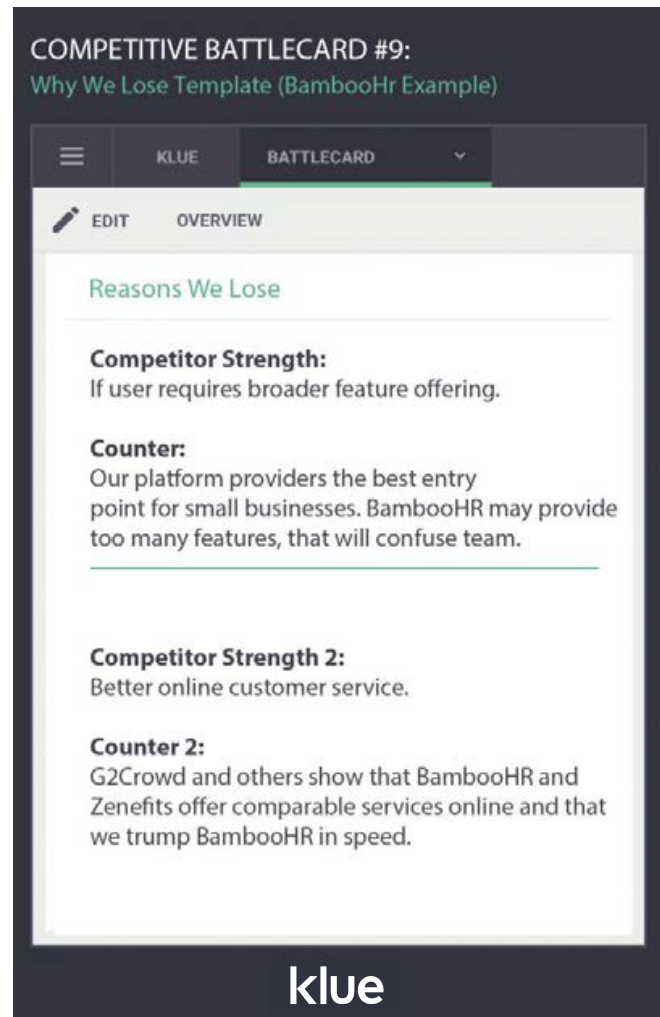 COMPETITIVE BATTLECARD #9:
Why We Lose Template (BambooHr Example)
KLUE BATTLECARD
EDIT OVERVIEW
Reasons We Lose
Competitor Strength:
If user requires broader feature offering.
Counter:
Our platform providers the best entry
point for small businesses. BambooHR may provide
too many features, that will confuse team.
Competitor Strength 2:
Better online customer service.
Counter 2:
G2Crowd and others show that BambooHR and
Zenefits offer comparable services online and that
we trump BambooHR in speed.
klue